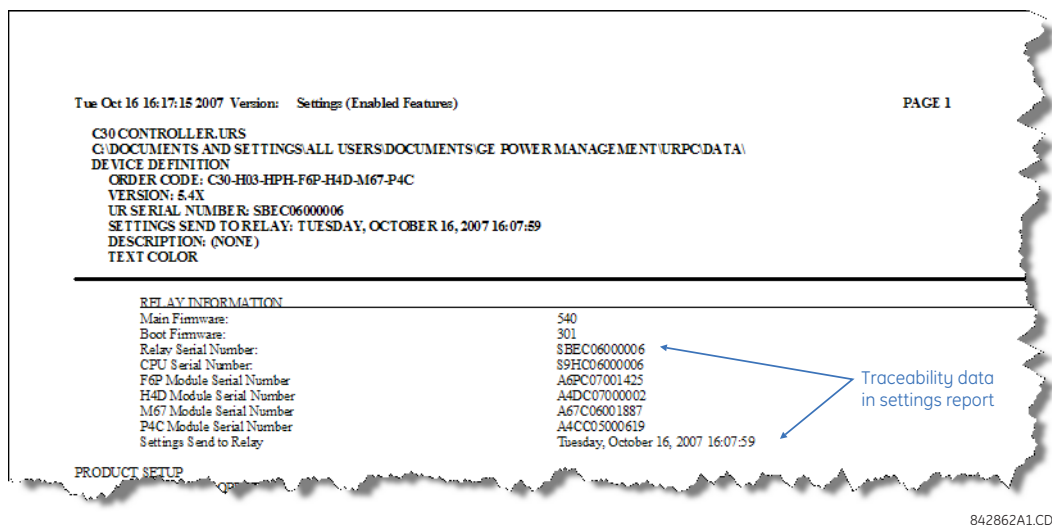 Tue Oct 16 16:17:15 2007 Version: Settings (Enabled Features) PAGE 1
C30 CONTROLLER.URS
C:\DOCUMENTS AND SETTINGS\ALL USERS\DOCUMENTS\GE POWER MANAGEMENT\URPC\DATA\
DEVICE DEFINITION
ORDER CODE: C30-H03-HPH-F6P-H4D-M67-P4C
VERSION: 5.4X
UR SERIAL NUMBER: SBEC06000006
SETTINGS SEND TO RELAY: TUESDAY, OCTOBER 16, 2007 16:07:59
DESCRIPTION: (NONE)
TEXT COLOR
RELAY INFORMATION
Main Firmware: 540
Boot Firmware: 301
Relay Serial Number: SBEC06000006
CPU Serial Number: S9HC06000006
F6P Module Serial Number A6PC07001425
H4D Module Serial Number A4DC07000002
M67 Module Serial Number A67C06001887
P4C Module Serial Number A4CC05000619
Settings Send to Relay Tuesday, October 16, 2007 16:07:59
Traceability data
in settings report
PRODUCT SETUP
842862A1.CD